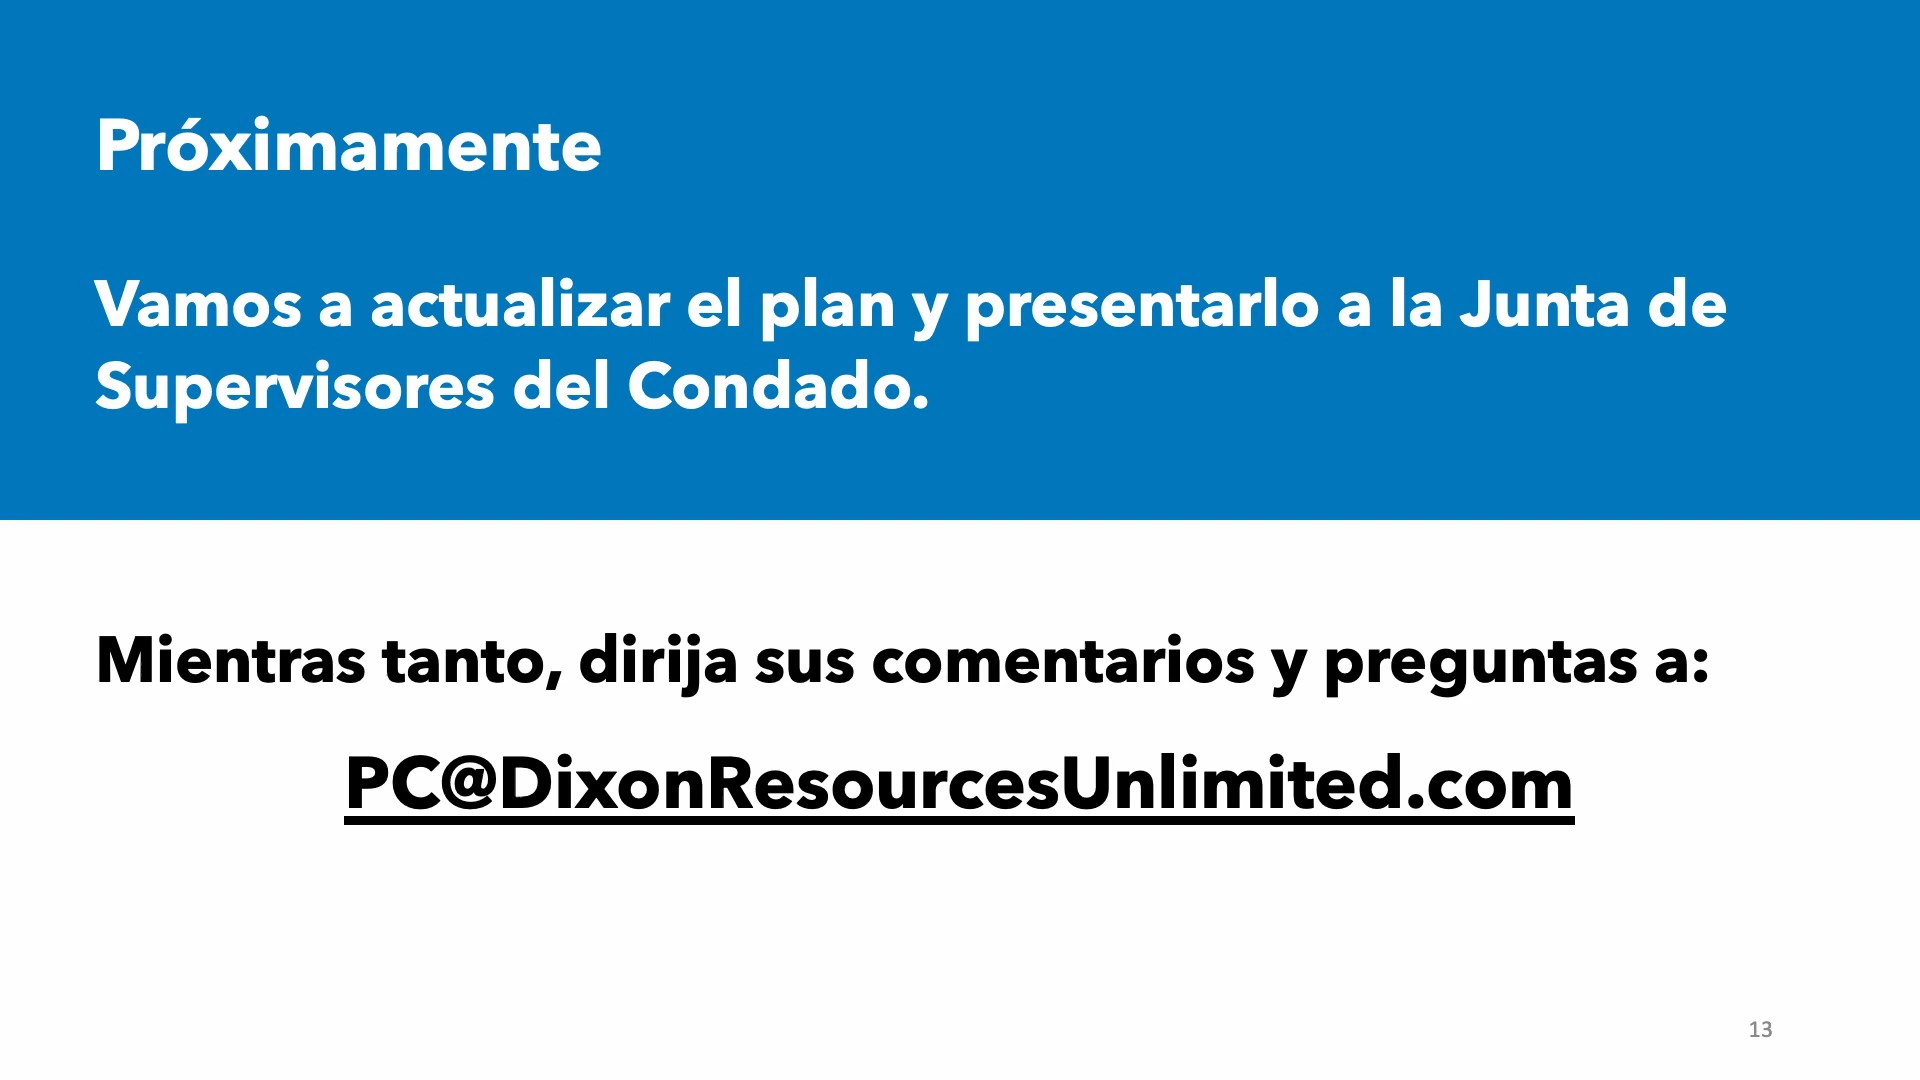 Próximamente
Vamos a actualizar el plan y presentarlo a la Junta de
Supervisores del Condado.
Mientras tanto, dirija sus comentarios y preguntas a:
PC@DixonResourcesUnlimited.com
13